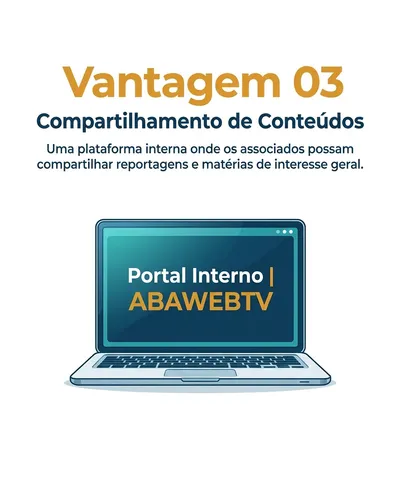 Vantagem 03
Compartilhamento de Conteúdos
Uma plataforma interna onde os associados possam
compartilhar reportagens e matérias de interesse geral.
Portal Interno |
ABAWEBTV